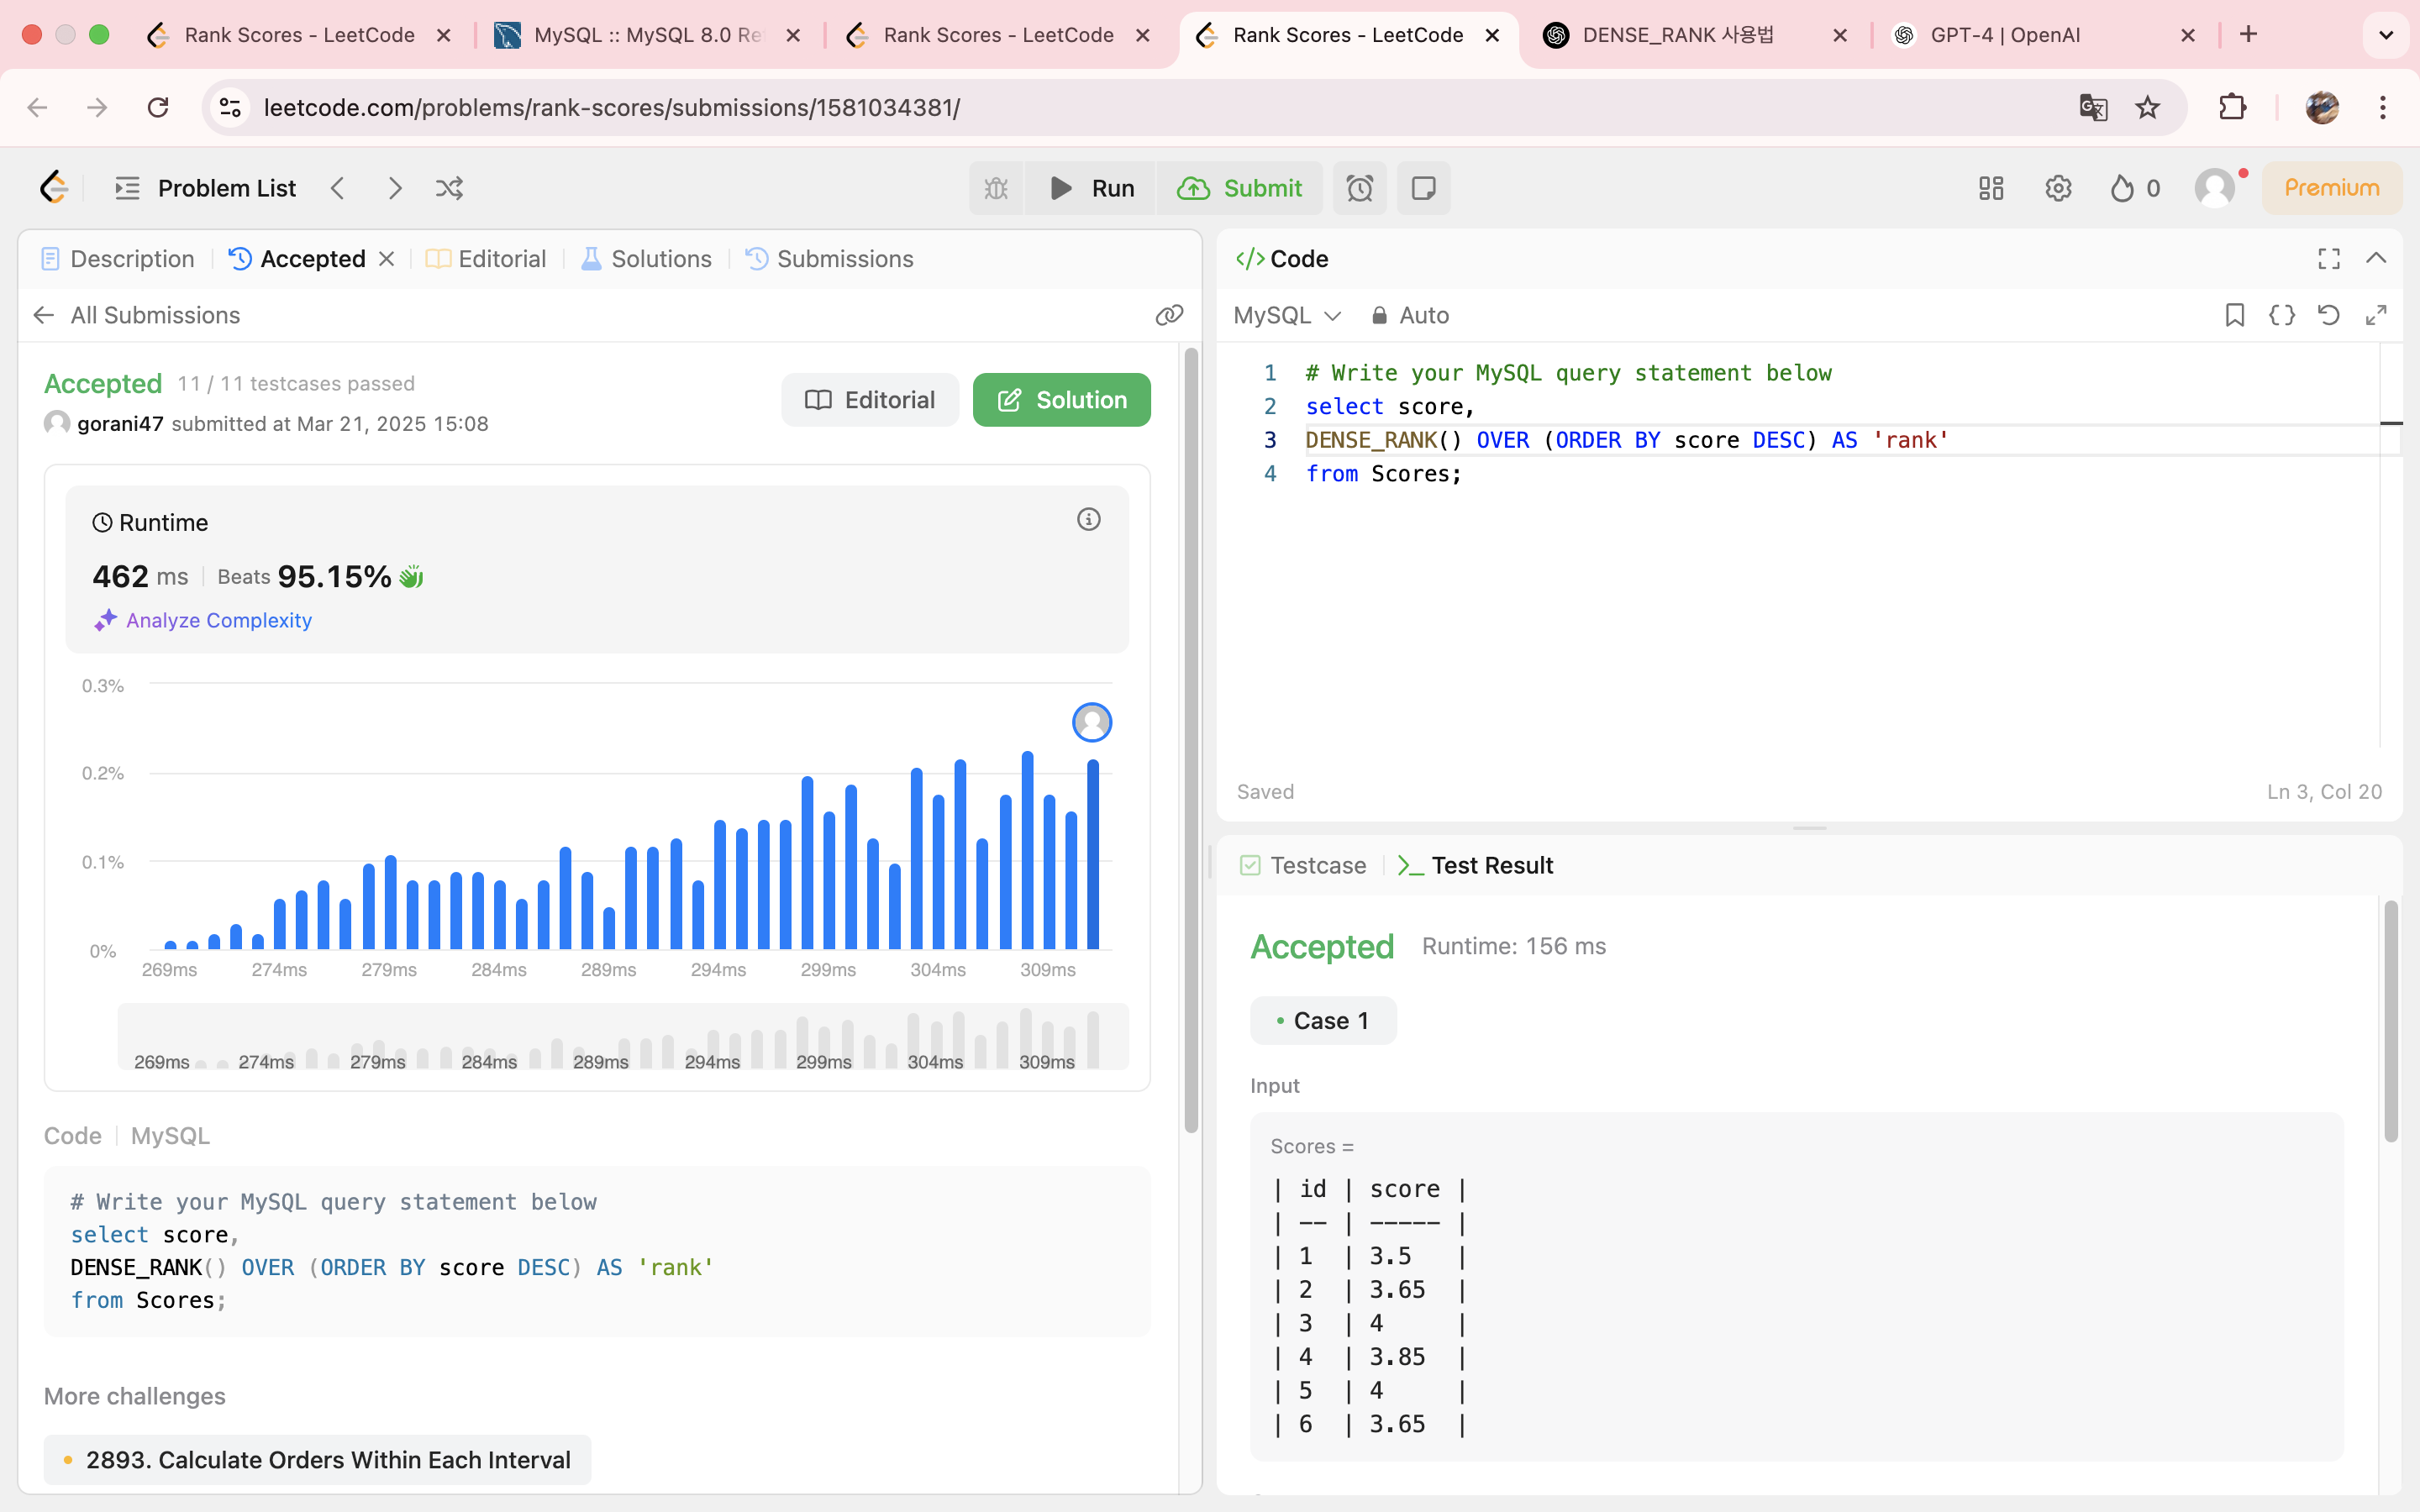 Rank Scores - LeetCode
MySQL :: MySQL 8.0 Re
Rank Scores - LeetCode
Rank Scores - LeetCode
DENSE_RANK 사용법
GPT-4 | OpenAI
leetcode.com/problems/rank-scores/submissions/1581034381/
Problem List
Run
Submit
0
Premium
Description
Accepted
Editorial
Solutions
Submissions
All Submissions
Accepted 11 / 11 testcases passed
gorani47 submitted at Mar 21, 2025 15:08
Editorial
Solution
Runtime
462 ms Beats 95.15%
Analyze Complexity
0.3%
0.2%
0.1%
0%
269ms 274ms 279ms 284ms 289ms 294ms 299ms 304ms 309ms
269ms 274ms 279ms 284ms 289ms 294ms 299ms 304ms 309ms
Code MySQL
# Write your MySQL query statement below
select score,
DENSE_RANK() OVER (ORDER BY score DESC) AS 'rank'
from Scores;
More challenges
2893. Calculate Orders Within Each Interval
</> Code
MySQL Auto
1 # Write your MySQL query statement below
2 select score,
3 DENSE_RANK() OVER (ORDER BY score DESC) AS 'rank'
4 from Scores;
Saved
Ln 3, Col 20
Testcase
>_ Test Result
Accepted Runtime: 156 ms
• Case 1
Input
Scores =
| id | score |
| -- | ----- |
| 1 | 3.5 |
| 2 | 3.65 |
| 3 | 4 |
| 4 | 3.85 |
| 5 | 4 |
| 6 | 3.65 |